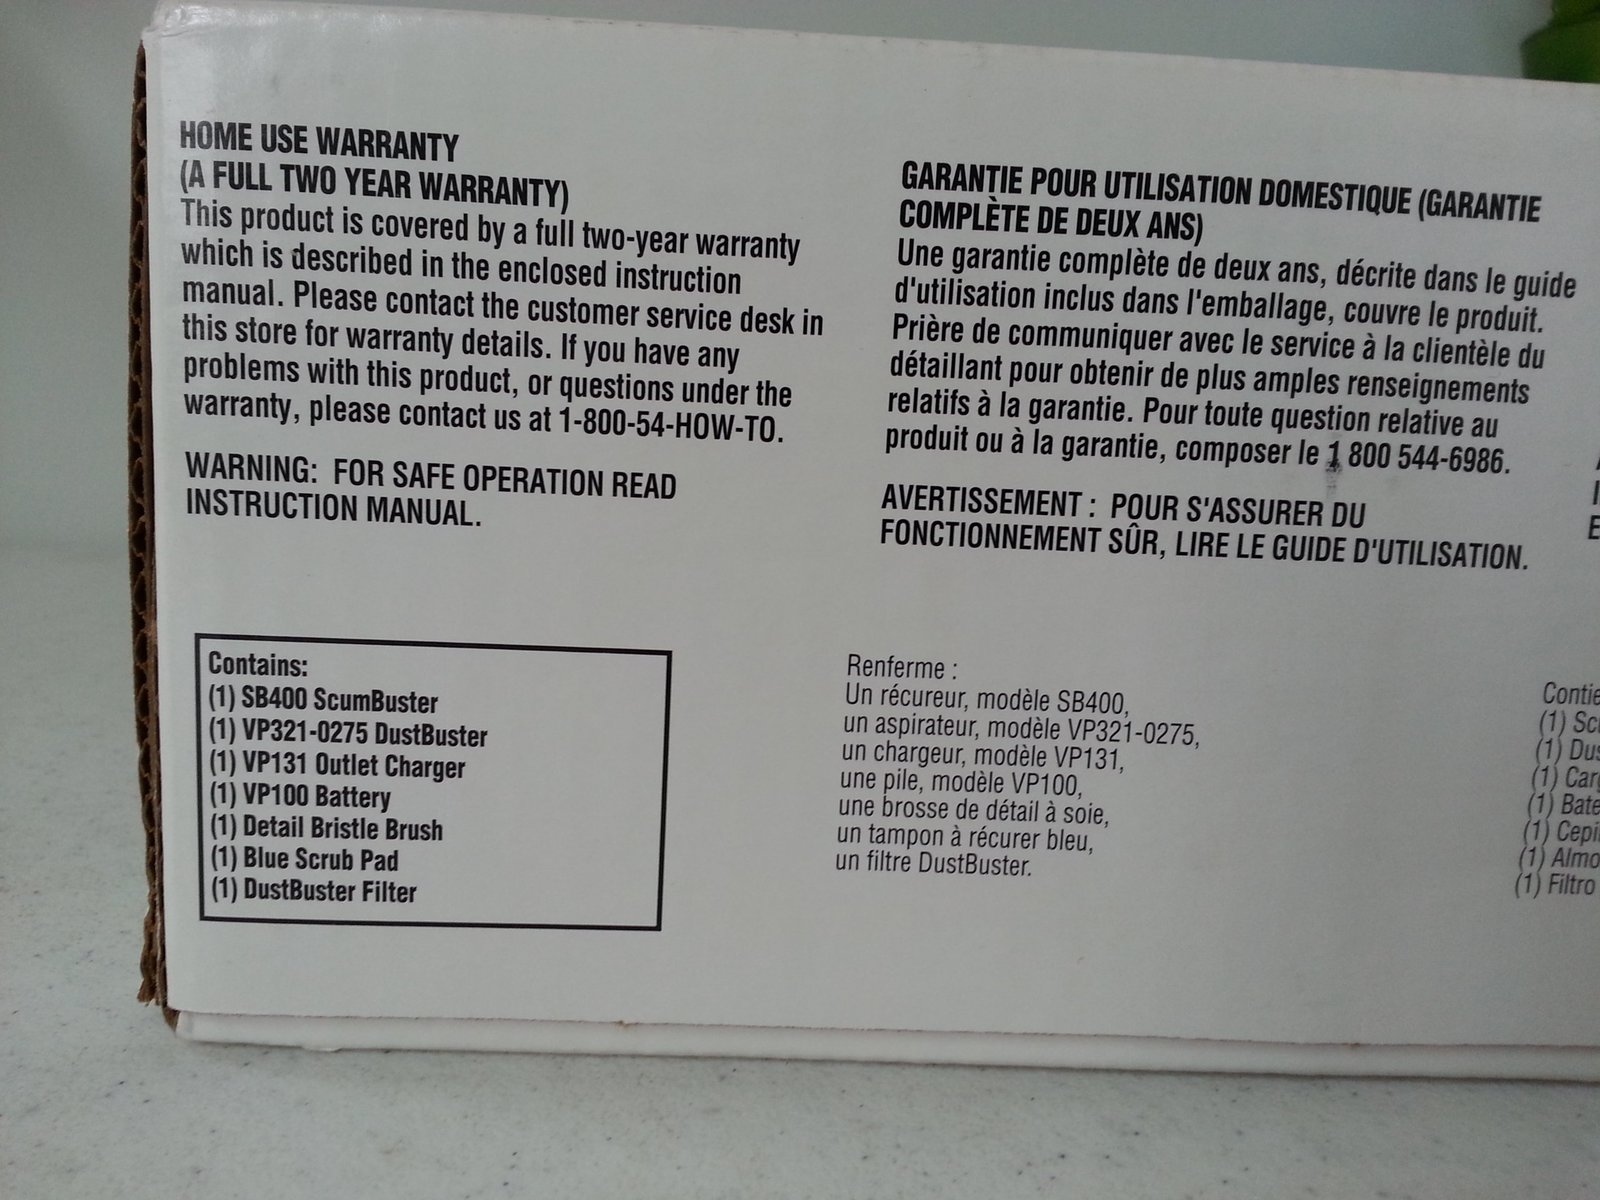 HOME USE WARRANTY
(A FULL TWO YEAR WARRANTY)
This product is covered by a full two-year warranty
which is described in the enclosed instruction
manual. Please contact the customer service desk in
this store for warranty details. If you have any
problems with this product, or questions under the
warranty, please contact us at 1-800-54-HOW-TO.
WARNING: FOR SAFE OPERATION READ
INSTRUCTION MANUAL.
Contains:
(1) SB400 ScumBuster
(1) VP321-0275 DustBuster
(1) VP131 Outlet Charger
(1) VP100 Battery
(1) Detail Bristle Brush
(1) Blue Scrub Pad
(1) DustBuster Filter
GARANTIE POUR UTILISATION DOMESTIQUE (GARANTIE
COMPLÈTE DE DEUX ANS)
Une garantie complète de deux ans, décrite dans le guide
d'utilisation inclus dans l'emballage, couvre le produit.
Prière de communiquer avec le service à la clientèle du
détaillant pour obtenir de plus amples renseignements
relatifs à la garantie. Pour toute question relative au
produit ou à la garantie, composer le 1 800 544-6986.
AVERTISSEMENT : POUR S'ASSURER DU
FONCTIONNEMENT SÛR, LIRE LE GUIDE D'UTILISATION.
Renferme :
Un récureur, modèle SB400,
un aspirateur, modèle VP321-0275,
un chargeur, modèle VP131,
une pile, modèle VP100,
une brosse de détail à soie,
un tampon à récurer bleu,
un filtre DustBuster.
(1)
(1)
(1)
(1)
(1)
(1)
(1) Filtro